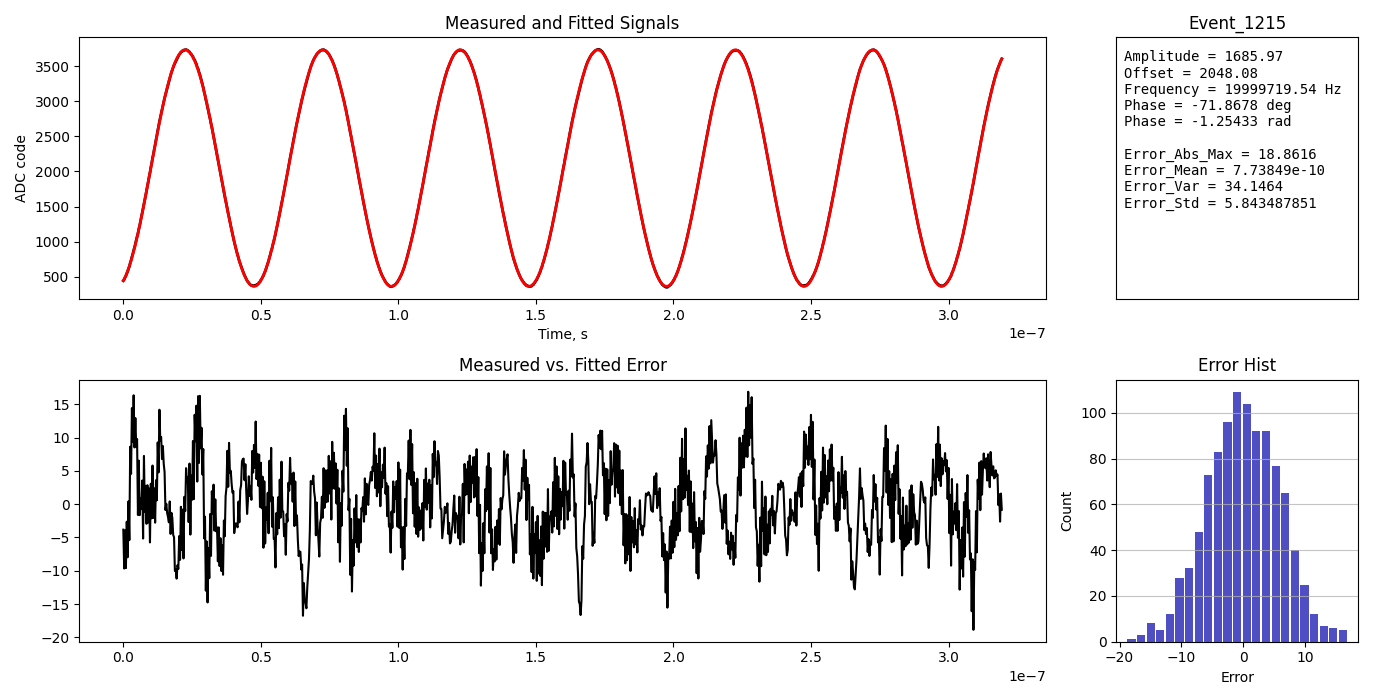 Measured and Fitted Signals
ADC code
3500
3000
2500
2000
1500
1000
500
0.0 0.5 1.0 1.5 2.0 2.5 3.0
Time, s
1e−7
Event_1215
Amplitude = 1685.97
Offset = 2048.08
Frequency = 19999719.54 Hz
Phase = -71.8678 deg
Phase = -1.25433 rad
Error_Abs_Max = 18.8616
Error_Mean = 7.73849e-10
Error_Var = 34.1464
Error_Std = 5.843487851
Measured vs. Fitted Error
15
10
5
0
−5
−10
−15
−20
0.0 0.5 1.0 1.5 2.0 2.5 3.0
1e−7
Error Hist
Count
100
80
60
40
20
0
−20 −10 0 10
Error